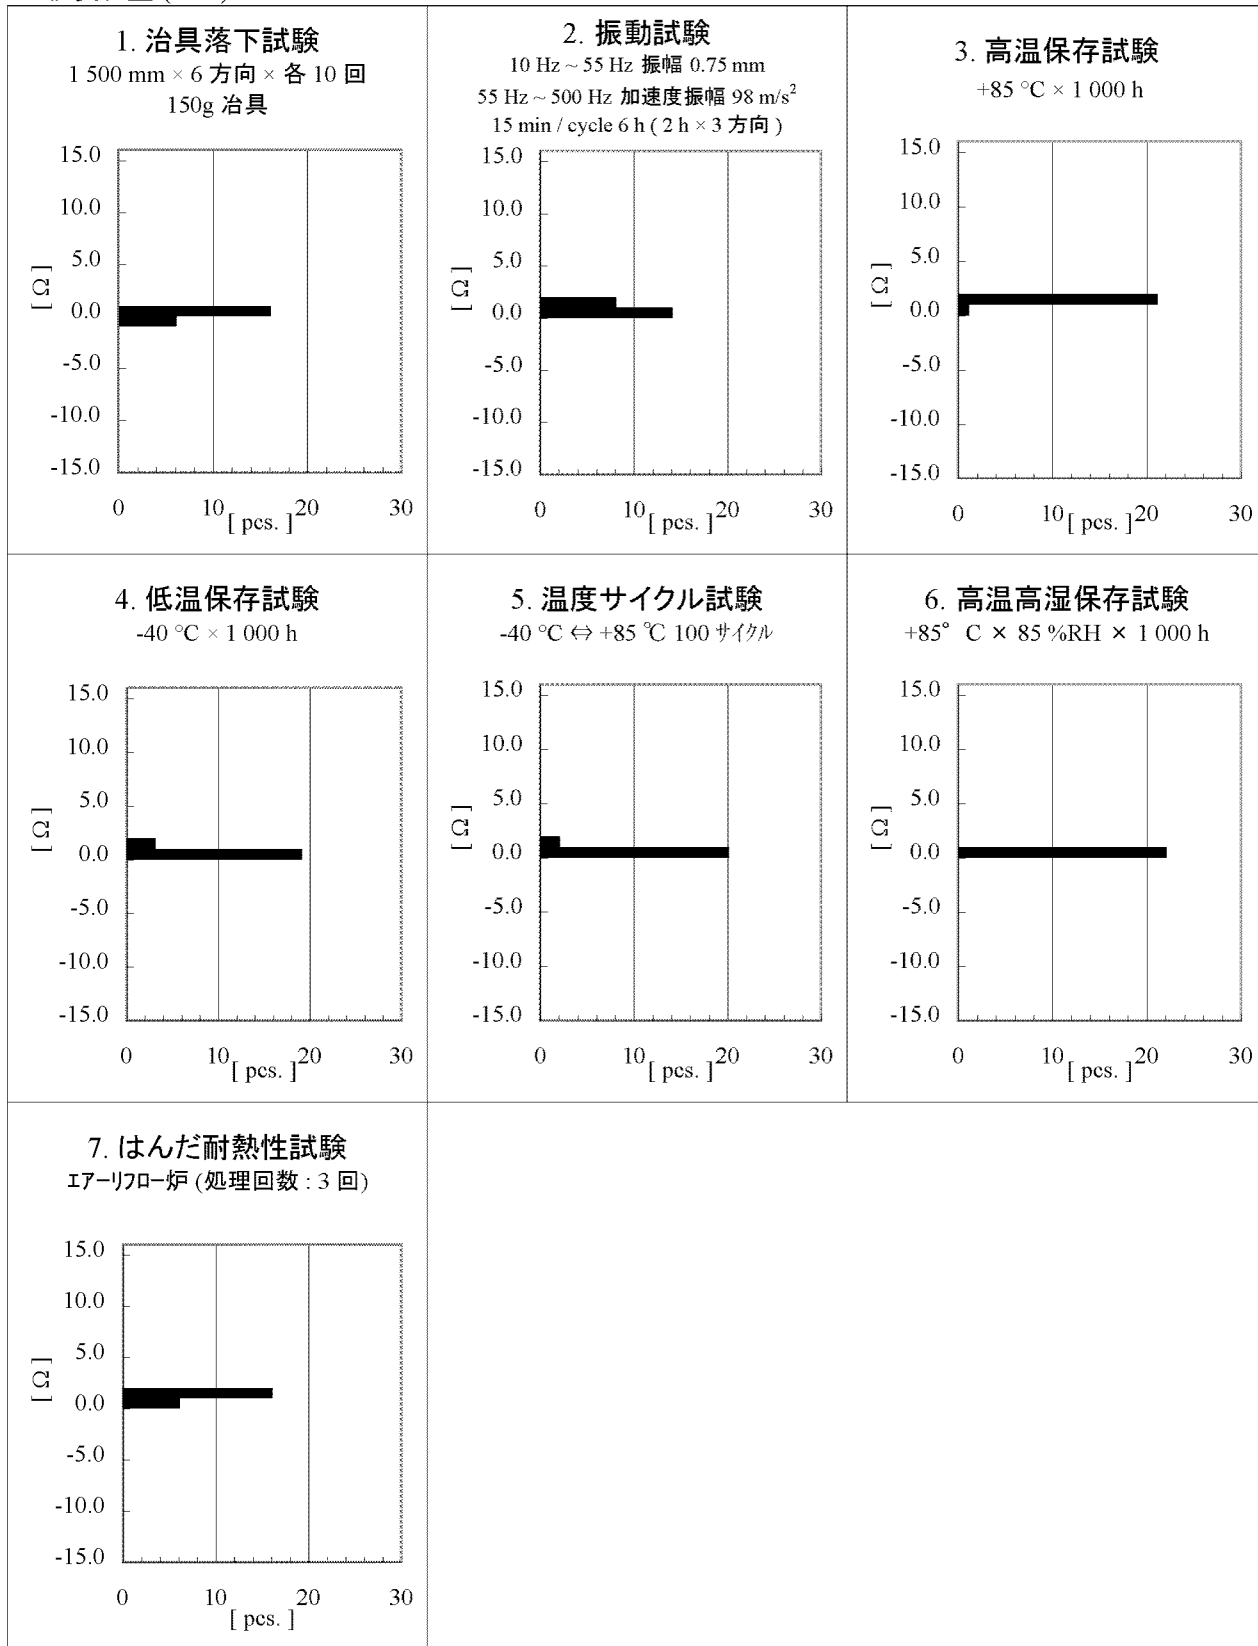 1. 治具落下試験
1 500 mm × 6 方向 × 各 10 回
150g 冶具
15.0
10.0
5.0
0.0
-5.0
-10.0
-15.0
[ Ω ]
0 10 20 30
[ pcs. ]
2. 振動試験
10 Hz ~ 55 Hz 振幅 0.75 mm
55 Hz ~ 500 Hz 加速度振幅 98 m/s²
15 min / cycle 6 h ( 2 h × 3 方向 )
15.0
10.0
5.0
0.0
-5.0
-10.0
-15.0
[ Ω ]
0 10 20 30
[ pcs. ]
3. 高温保存試験
+85 °C × 1 000 h
15.0
10.0
5.0
0.0
-5.0
-10.0
-15.0
[ Ω ]
0 10 20 30
[ pcs. ]
4. 低温保存試験
-40 °C × 1 000 h
15.0
10.0
5.0
0.0
-5.0
-10.0
-15.0
[ Ω ]
0 10 20 30
[ pcs. ]
5. 温度サイクル試験
-40 °C ⇔ +85 ℃ 100 サイクル
15.0
10.0
5.0
0.0
-5.0
-10.0
-15.0
[ Ω ]
0 10 20 30
[ pcs. ]
6. 高温高湿保存試験
+85° C × 85 %RH × 1 000 h
15.0
10.0
5.0
0.0
-5.0
-10.0
-15.0
[ Ω ]
0 10 20 30
[ pcs. ]
7. はんだ耐熱性試験
エアーリフロー炉 (処理回数 : 3 回)
15.0
10.0
5.0
0.0
-5.0
-10.0
-15.0
[ Ω ]
0 10 20 30
[ pcs. ]